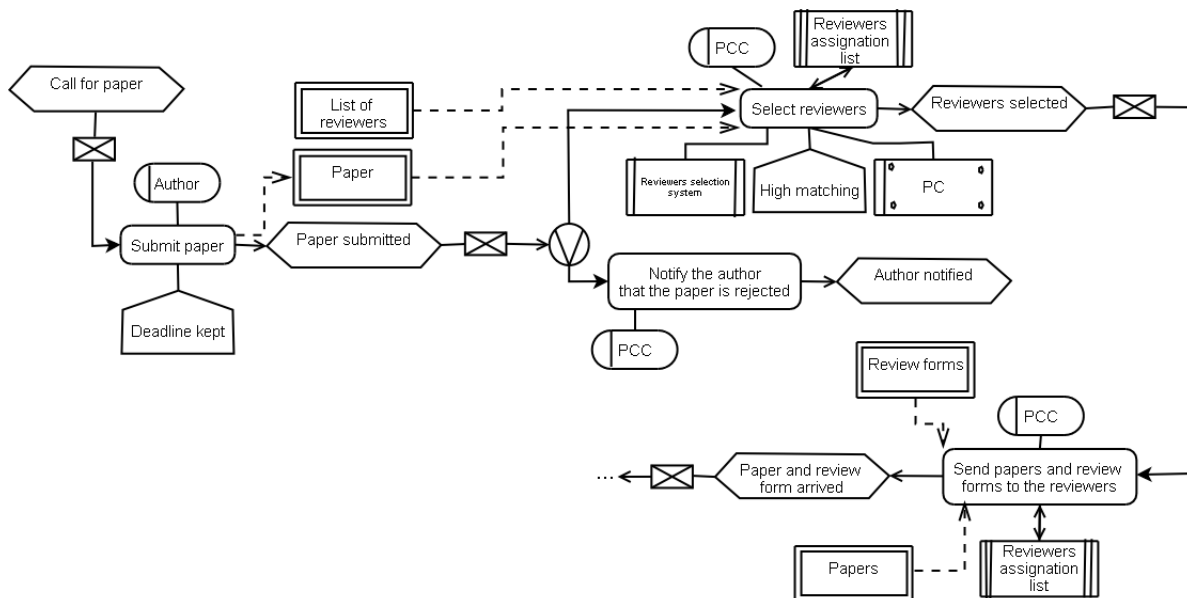 Call for paper
Author
Submit paper
Deadline kept
List of
reviewers
Paper
Paper submitted
PCC
Reviewers
assignation
list
Select reviewers
Reviewers selected
Reviewers selection
system
High matching
PC
Notify the author
that the paper is rejected
Author notified
PCC
Review forms
PCC
Send papers and review
forms to the reviewers
Paper and review
form arrived
...
Papers
Reviewers
assignation
list